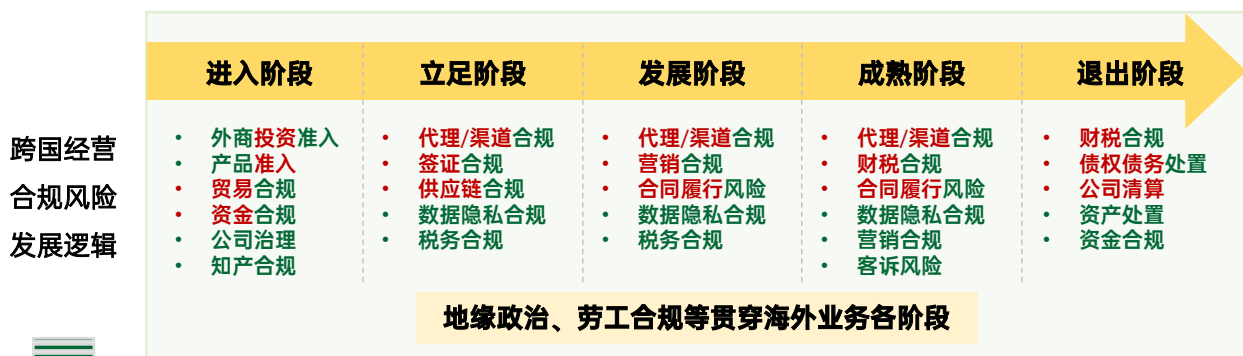 跨国经营
合规风险
发展逻辑
进入阶段
• 外商投资准入
• 产品准入
• 贸易合规
• 资金合规
• 公司治理
• 知产合规
立足阶段
• 代理/渠道合规
• 签证合规
• 供应链合规
• 数据隐私合规
• 税务合规
发展阶段
• 代理/渠道合规
• 营销合规
• 合同履行风险
• 数据隐私合规
• 税务合规
成熟阶段
• 代理/渠道合规
• 财税合规
• 合同履行风险
• 数据隐私合规
• 营销合规
• 客诉风险
退出阶段
• 财税合规
• 债权债务处置
• 公司清算
• 资产处置
• 资金合规
地缘政治、劳工合规等贯穿海外业务各阶段